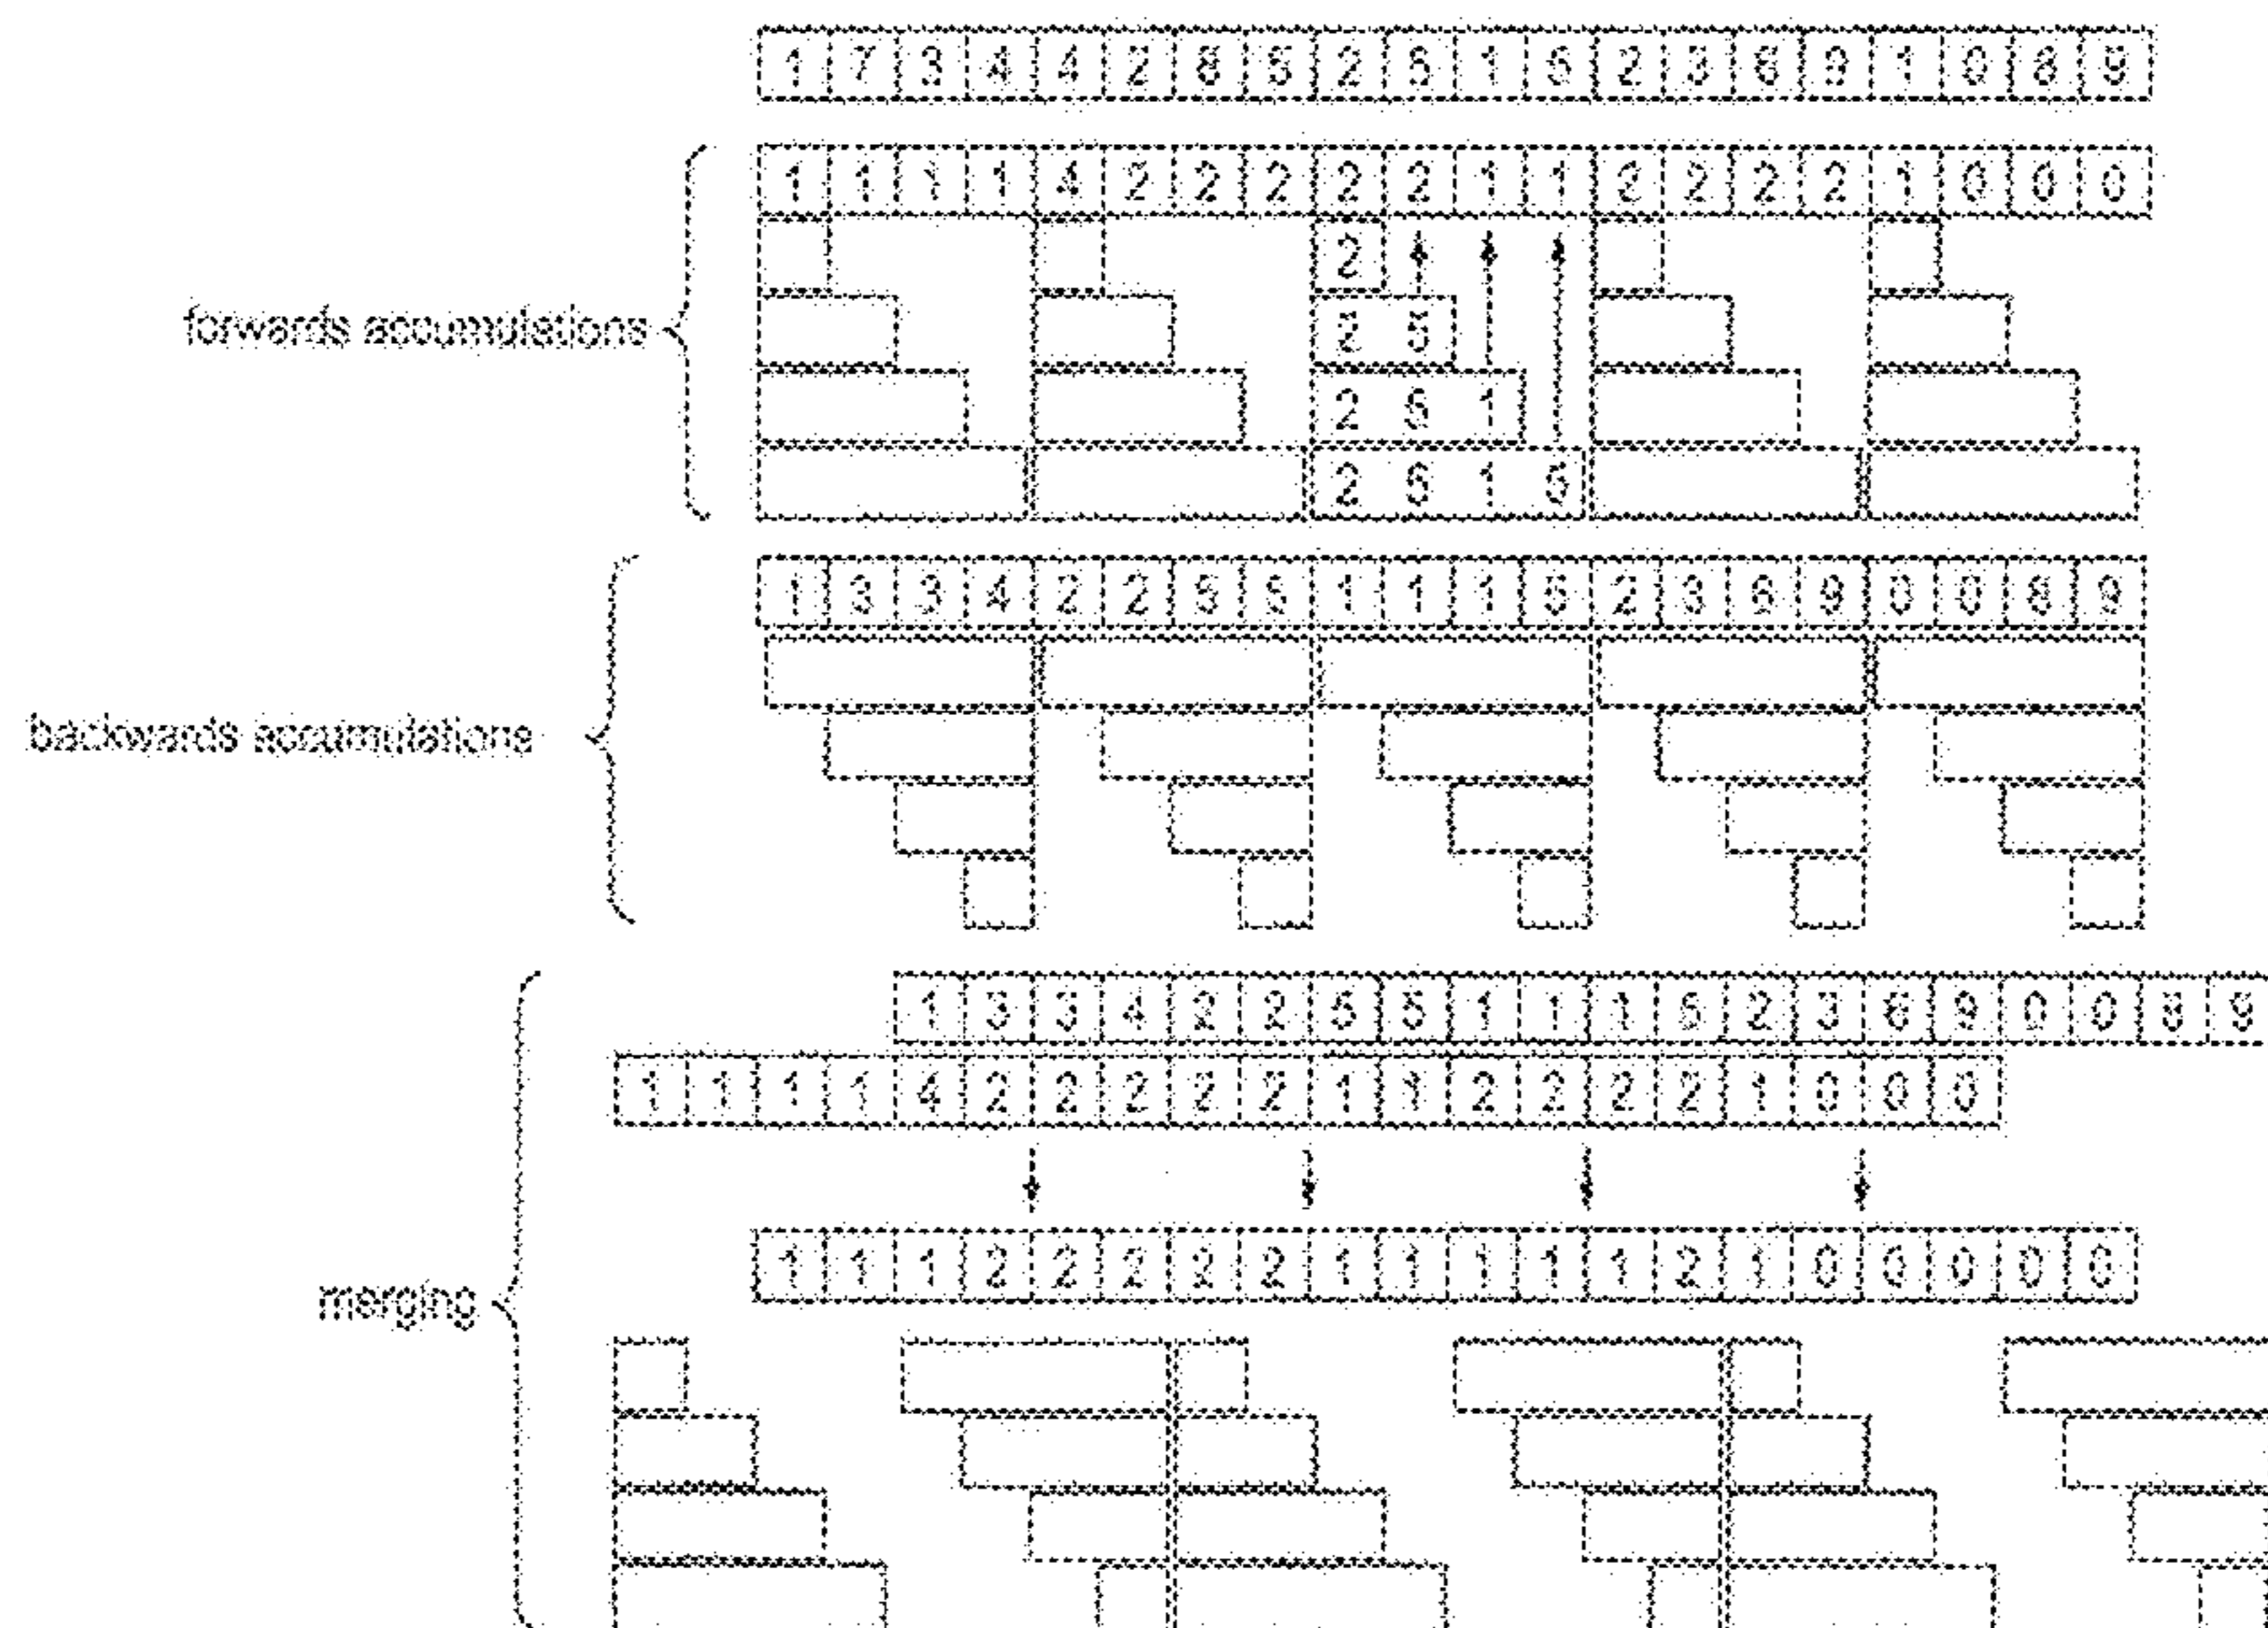 1 7 3 4 4 2 8 5 2 5 1 5 2 3 6 9 1 0 8 9
1 1 1 1 4 2 2 2 2 2 1 1 2 2 2 2 1 0 0 0
2
forwards accumulations
2 5
2 5 1
2 5 1 5
1 3 3 4 2 2 5 5 1 1 1 5 2 3 6 9 0 0 8 9
backwards accumulations
1 3 3 4 2 2 5 5 1 1 1 5 2 3 6 9 0 0 8 9
1 1 1 1 4 2 2 2 2 2 1 1 2 2 2 2 1 0 0 0
1 1 1 2 2 2 2 2 1 1 1 1 1 2 1 0 0 0 0 0
merging